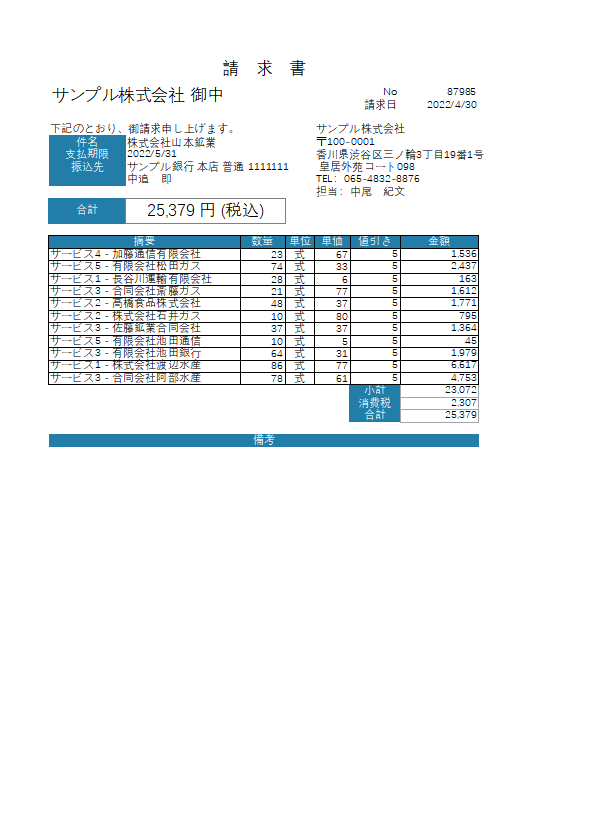 請　求　書
サンプル株式会社 御中
No 87985
請求日 2022/4/30
下記のとおり、御請求申し上げます。
件名 株式会社山本鉱業
支払期限 2022/5/31
振込先 サンプル銀行 本店 普通 1111111
中追　即
サンプル株式会社
〒100-0001
香川県渋谷区三ノ輪3丁目19番1号
皇居外苑コート098
TEL: 065-4832-8876
担当: 中尾　紀文
合計 25,379 円 (税込)
摘要 数量 単位 単価 値引き 金額
サービス4 - 加藤通信有限会社 23 式 67 5 1,536
サービス5 - 有限会社松田ガス 74 式 33 5 2,437
サービス1 - 長谷川運輸有限会社 28 式 6 5 163
サービス3 - 合同会社斎藤ガス 21 式 77 5 1,612
サービス2 - 高橋食品株式会社 48 式 37 5 1,771
サービス2 - 株式会社石井ガス 10 式 80 5 795
サービス3 - 佐藤鉱業合同会社 37 式 37 5 1,364
サービス5 - 有限会社池田通信 10 式 5 5 45
サービス3 - 有限会社池田銀行 64 式 31 5 1,979
サービス1 - 株式会社渡辺水産 86 式 77 5 6,617
サービス3 - 合同会社阿部水産 78 式 61 5 4,753
小計 23,072
消費税 2,307
合計 25,379
備考